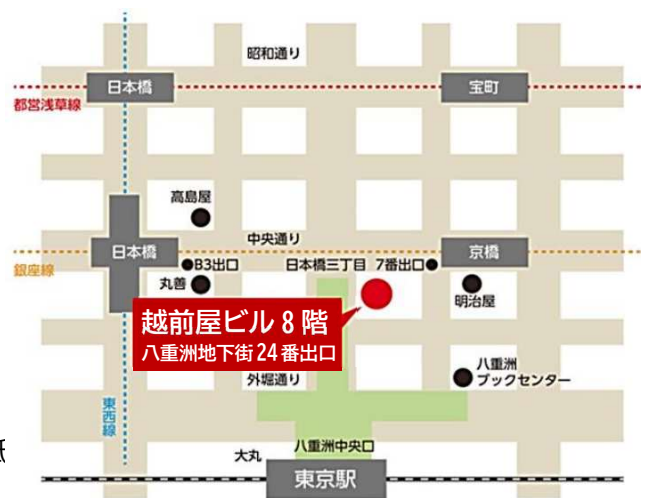 昭和通り
日本橋
宝町
都営浅草線
高島屋
中央通り
日本橋
B3出口
日本橋三丁目 7番出口
京橋
銀座線
丸善
明治屋
越前屋ビル 8 階
八重洲地下街 24 番出口
外堀通り
八重洲
ブックセンター
東西線
大丸
八重洲中央口
東京駅